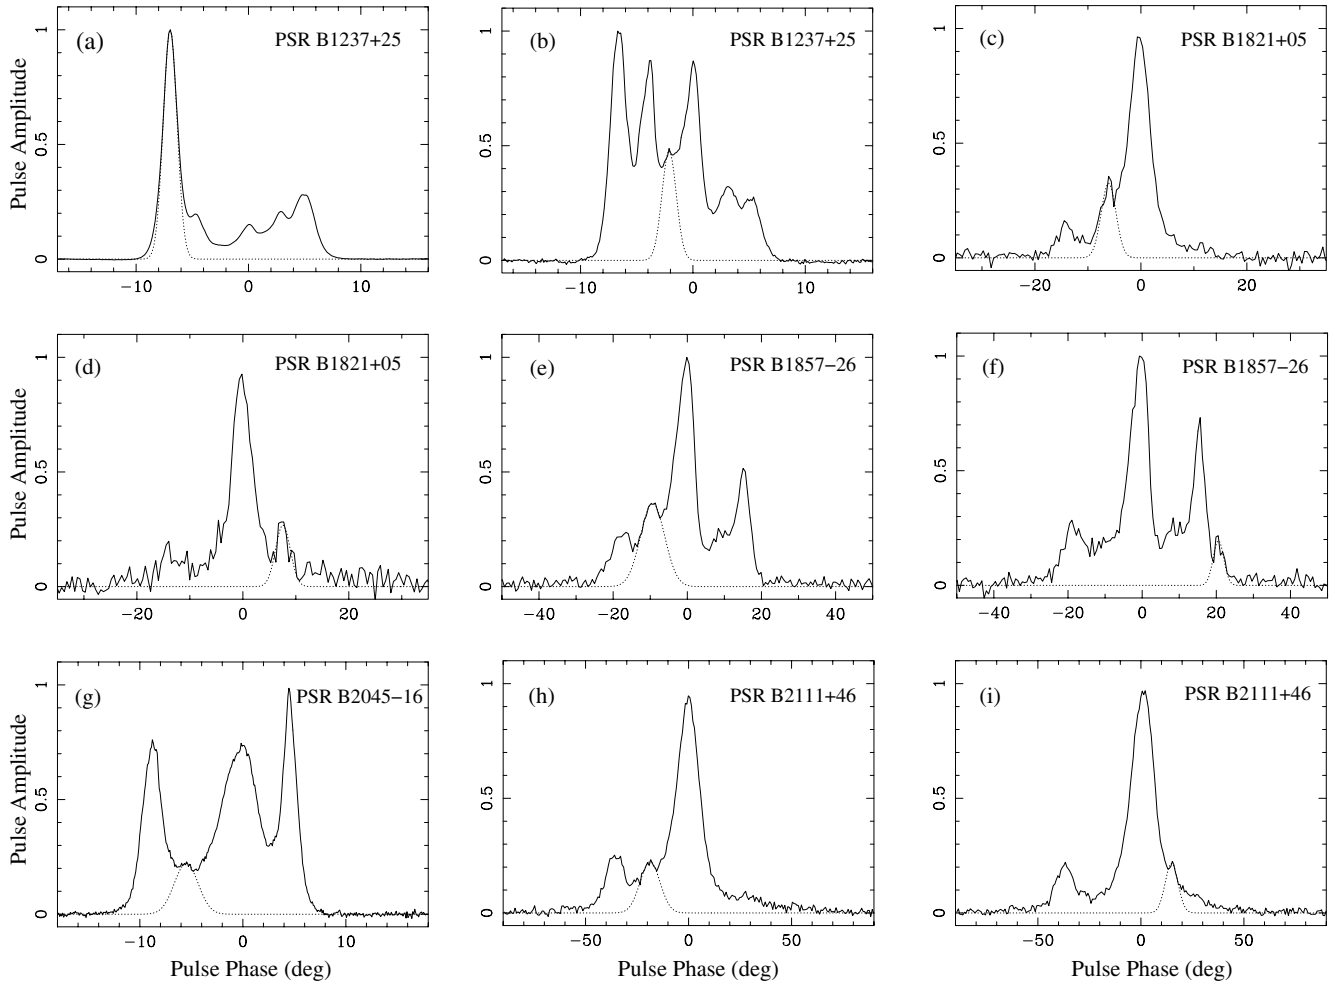 (a) PSR B1237+25
(b) PSR B1237+25
(c) PSR B1821+05
Pulse Amplitude
0 0.5 1
−10 0 10
0 0.5 1
−10 0 10
0 0.5 1
−20 0 20
(d) PSR B1821+05
(e) PSR B1857−26
(f) PSR B1857−26
Pulse Amplitude
0 0.5 1
−20 0 20
0 0.5 1
−40 −20 0 20 40
0 0.5 1
−40 −20 0 20 40
(g) PSR B2045−16
(h) PSR B2111+46
(i) PSR B2111+46
Pulse Amplitude
0 0.5 1
−10 0 10
0 0.5 1
−50 0 50
0 0.5 1
−50 0 50
Pulse Phase (deg)
Pulse Phase (deg)
Pulse Phase (deg)